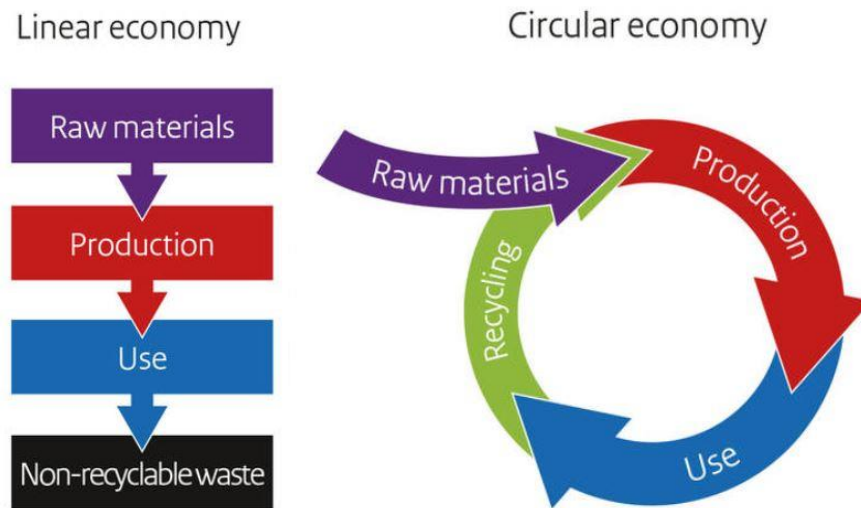 Linear economy
Raw materials
Production
Use
Non-recyclable waste
Circular economy
Raw materials
Production
Use
Recycling